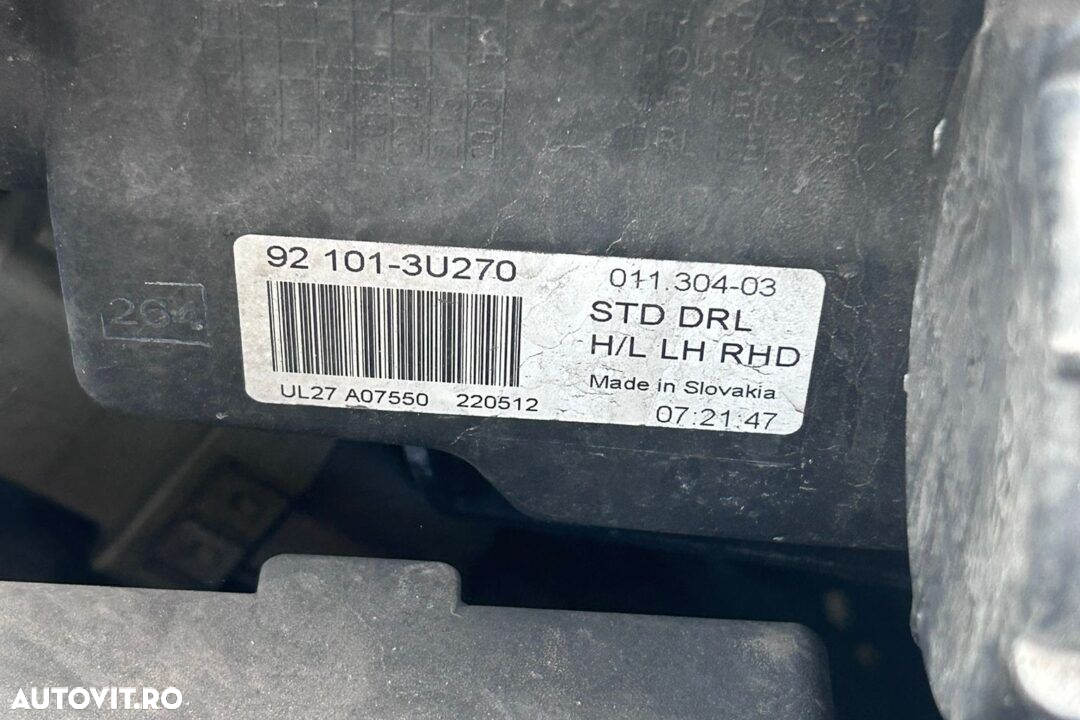 92 101-3U270
011.304-03
STD DRL
H/L LH RHD
Made in Slovakia
UL27 A07550 220512
07:21:47
264
AUTOVIT.RO